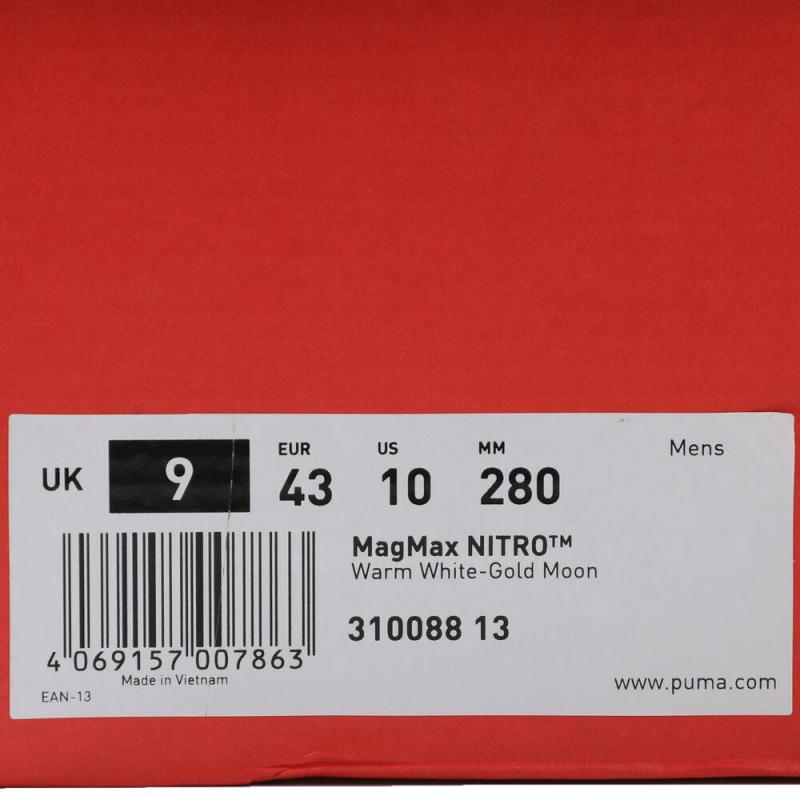 EUR US MM Mens
UK 9 43 10 280
MagMax NITRO™
Warm White-Gold Moon
310088 13
4 069157 007863
Made in Vietnam
EAN-13
www.puma.com